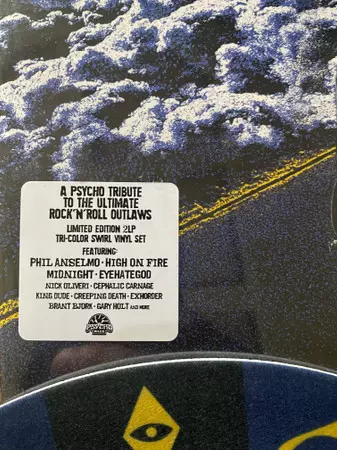 A PSYCHO TRIBUTE
TO THE ULTIMATE
ROCK'N'ROLL OUTLAWS
LIMITED EDITION 2LP
TRI-COLOR SWIRL VINYL SET
FEATURING:
PHIL ANSELMO • HIGH ON FIRE
MIDNIGHT • EYEHATEGOD
NICK OLIVERI • CEPHALIC CARNAGE
KING DUDE • CREEPING DEATH • EXHORDER
BRANT BJORK • GARY HOLT AND MORE
PSYCHO